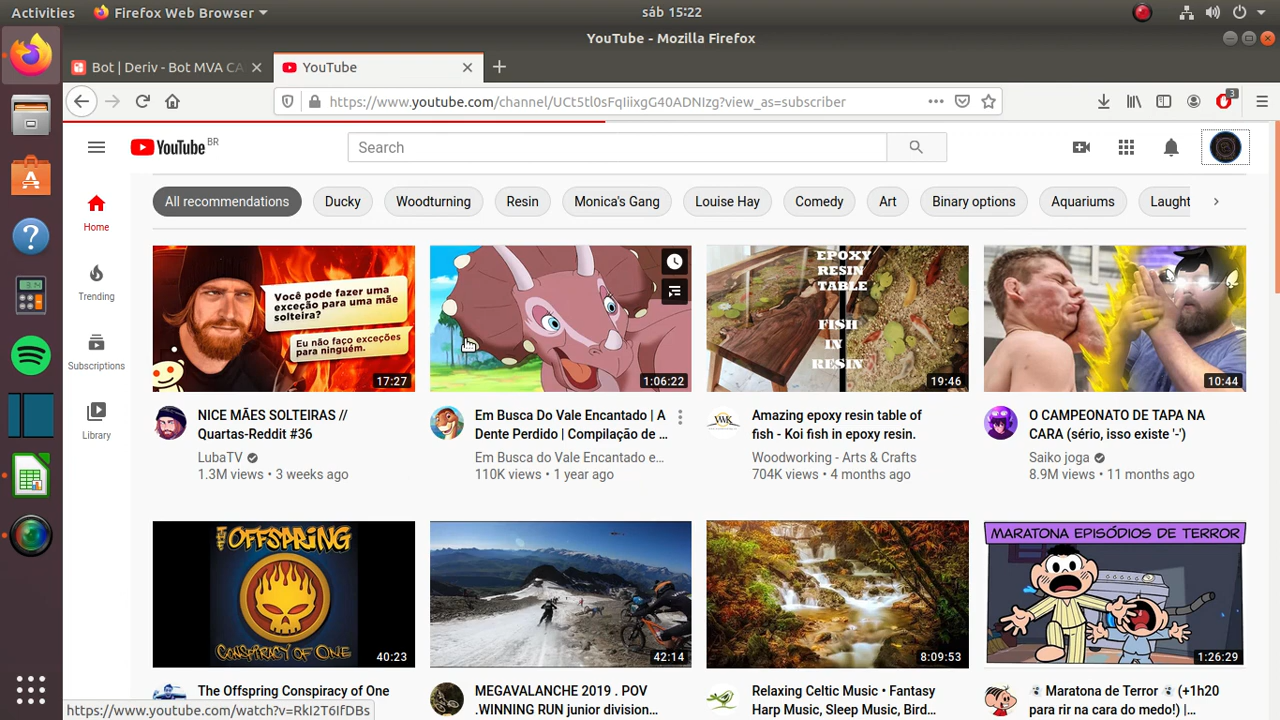 Activities
Firefox Web Browser
sáb 15:22
YouTube - Mozilla Firefox
Bot | Deriv - Bot MVA CA
YouTube
https://www.youtube.com/channel/UCt5tl0sFqIiixgG40ADNIzg?view_as=subscriber
3
YouTube BR
Search
Home
Trending
Subscriptions
Library
All recommendations
Ducky
Woodturning
Resin
Monica's Gang
Louise Hay
Comedy
Art
Binary options
Aquariums
Laught
Você pode fazer uma
exceção para uma mãe
solteira?
Eu não faço exceções
para ninguém.
17:27
NICE MÃES SOLTEIRAS //
Quartas-Reddit #36
LubaTV
1.3M views • 3 weeks ago
1:06:22
Em Busca Do Vale Encantado | A
Dente Perdido | Compilação de ...
Em Busca do Vale Encantado e...
110K views • 1 year ago
EPOXY
RESIN
TABLE
FISH
IN
RESIN
19:46
Amazing epoxy resin table of
fish - Koi fish in epoxy resin.
Woodworking - Arts & Crafts
704K views • 4 months ago
10:44
O CAMPEONATO DE TAPA NA
CARA (sério, isso existe '-')
Saiko joga
8.9M views • 11 months ago
THE OFFSPRING
CONSPIRACY OF ONE
40:23
The Offspring Conspiracy of One
42:14
MEGAVALANCHE 2019 . POV
.WINNING RUN junior division...
8:09:53
Relaxing Celtic Music • Fantasy
Harp Music, Sleep Music, Bird...
MARATONA EPISÓDIOS DE TERROR
1:26:29
Maratona de Terror (+1h20
para rir na cara do medo!) |...
https://www.youtube.com/watch?v=RkI2T6IfDBs